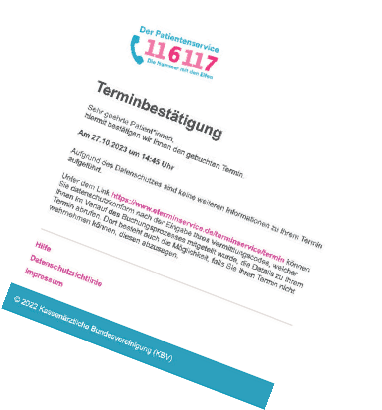 Der Patientenservice
116117
Die Nummer mit den Elfen
Terminbestätigung
Sehr geehrte Patient*innen,
hiermit bestätigen wir Ihnen den gebuchten Termin.
Am 27.10.2023 um 14:45 Uhr
Aufgrund des Datenschutzes sind keine weiteren Informationen zu Ihrem Termin
aufgeführt.
Unter dem Link https://www.eterminservice.de/terminservice/termin können
Sie datenschutzkonform nach der Eingabe Ihres Vermittlungscodes, welcher
Ihnen im Verlauf des Buchungsprozesses mitgeteilt wurde, die Details zu Ihrem
Termin abrufen. Dort besteht auch die Möglichkeit, falls Sie Ihren Termin nicht
wahrnehmen können, diesen abzusagen.
Hilfe
Datenschutzrichtlinie
Impressum
© 2022 Kassenärztliche Bundesvereinigung (KBV)